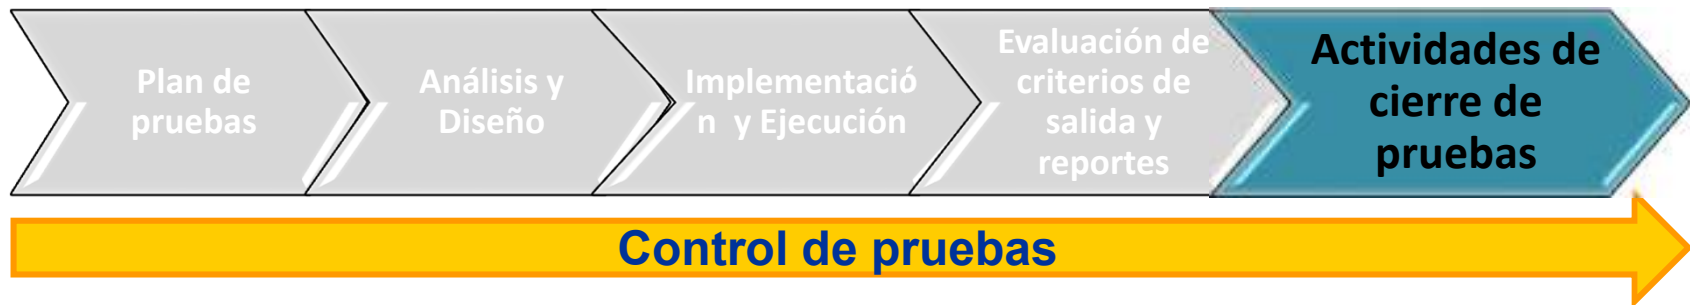 Plan de
pruebas
Análisis y
Diseño
Implementació
n y Ejecución
Evaluación de
criterios de
salida y
reportes
Actividades de
cierre de
pruebas
Control de pruebas